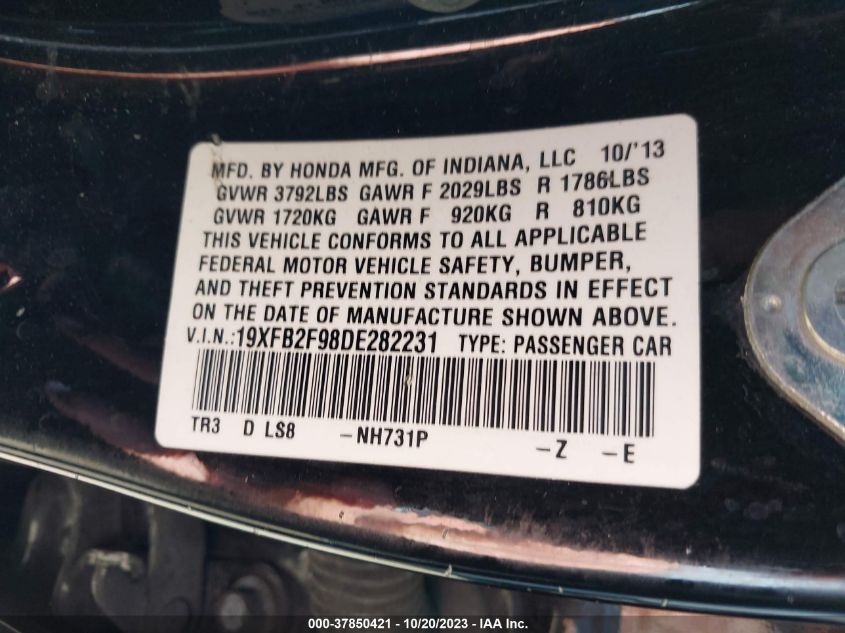 MFD. BY HONDA MFG. OF INDIANA, LLC 10/'13
GVWR 3792LBS GAWR F 2029LBS R 1786LBS
GVWR 1720KG GAWR F 920KG R 810KG
THIS VEHICLE CONFORMS TO ALL APPLICABLE
FEDERAL MOTOR VEHICLE SAFETY, BUMPER,
AND THEFT PREVENTION STANDARDS IN EFFECT
ON THE DATE OF MANUFACTURE SHOWN ABOVE.
V.I.N.:19XFB2F98DE282231 TYPE: PASSENGER CAR
TR3 D LS8 -NH731P -Z -E
000-37850421 - 10/20/2023 - IAA Inc.